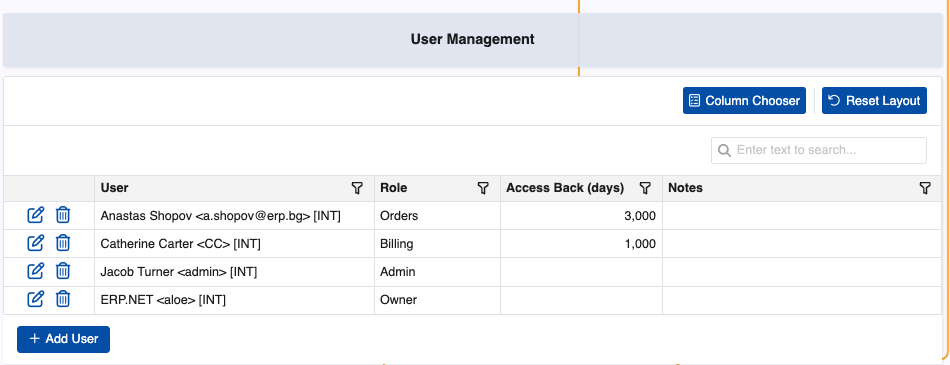 User Management
Column Chooser Reset Layout
Enter text to search...
User Role Access Back (days) Notes
Anastas Shopov <a.shopov@erp.bg> [INT] Orders 3,000
Catherine Carter <CC> [INT] Billing 1,000
Jacob Turner <admin> [INT] Admin
ERP.NET <aloe> [INT] Owner
+ Add User